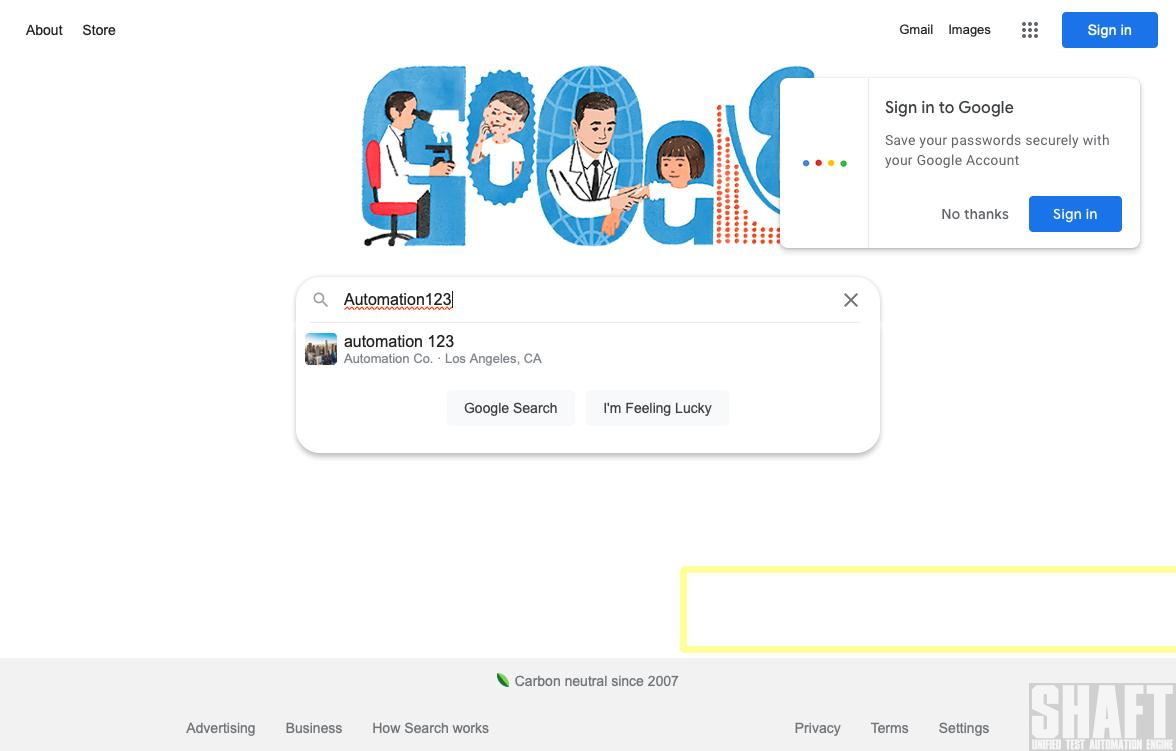 About Store
Gmail Images
Sign in
Sign in to Google
Save your passwords securely with
your Google Account
No thanks
Sign in
Automation123
automation 123
Automation Co. · Los Angeles, CA
Google Search
I'm Feeling Lucky
Carbon neutral since 2007
Advertising Business How Search works
Privacy Terms Settings
SHAFT
UNIFIED TEST AUTOMATION ENGINE